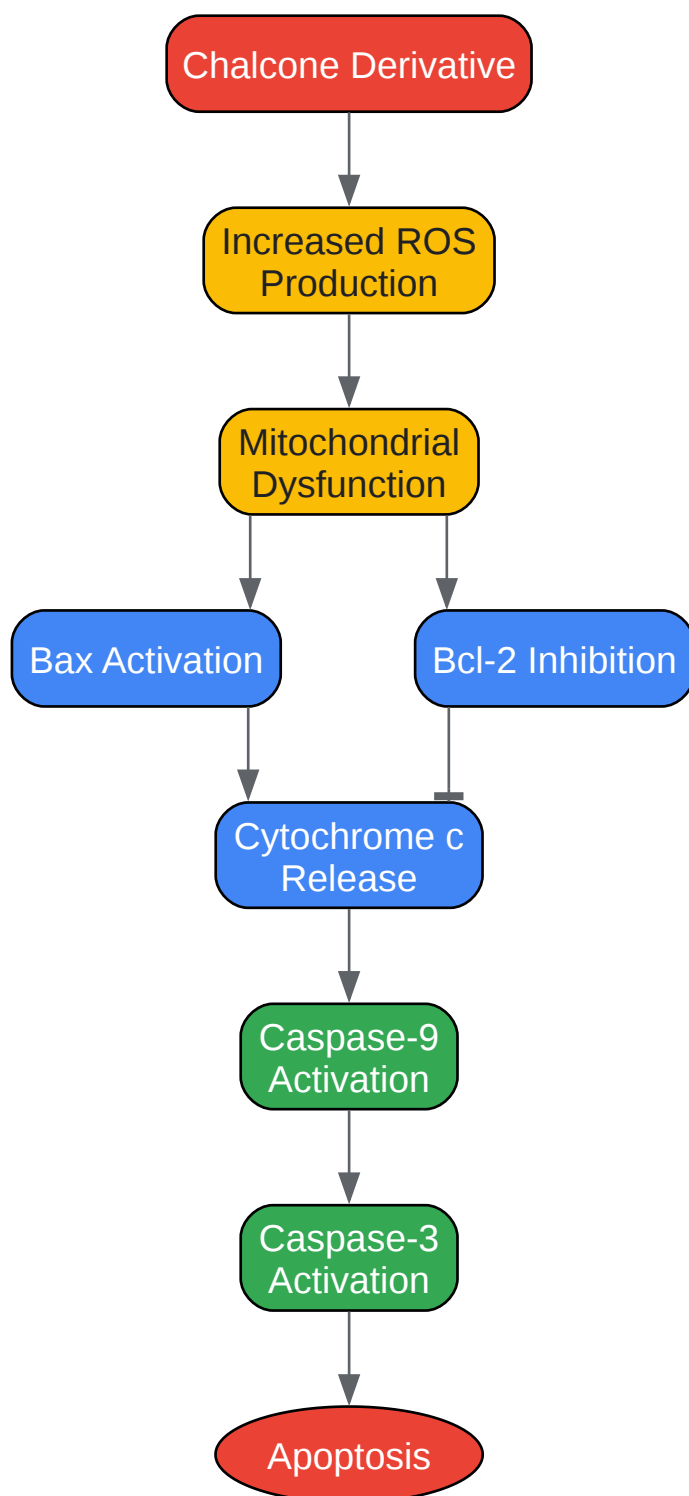 Chalcone Derivative
Increased ROS
Production
Mitochondrial
Dysfunction
Bax Activation
Bcl-2 Inhibition
Cytochrome c
Release
Caspase-9
Activation
Caspase-3
Activation
Apoptosis